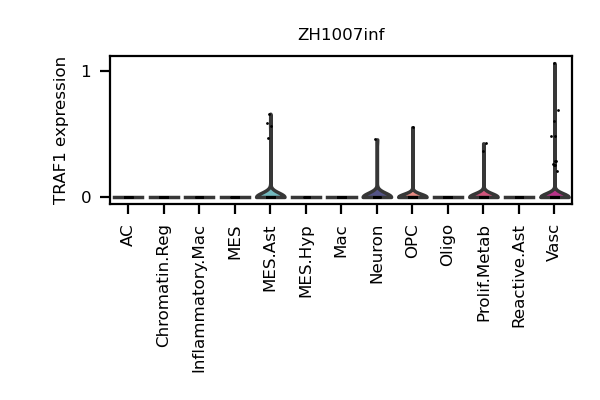 ZH1007inf
TRAF1 expression
1
0
AC
Chromatin.Reg
Inflammatory.Mac
MES
MES.Ast
MES.Hyp
Mac
Neuron
OPC
Oligo
Prolif.Metab
Reactive.Ast
Vasc